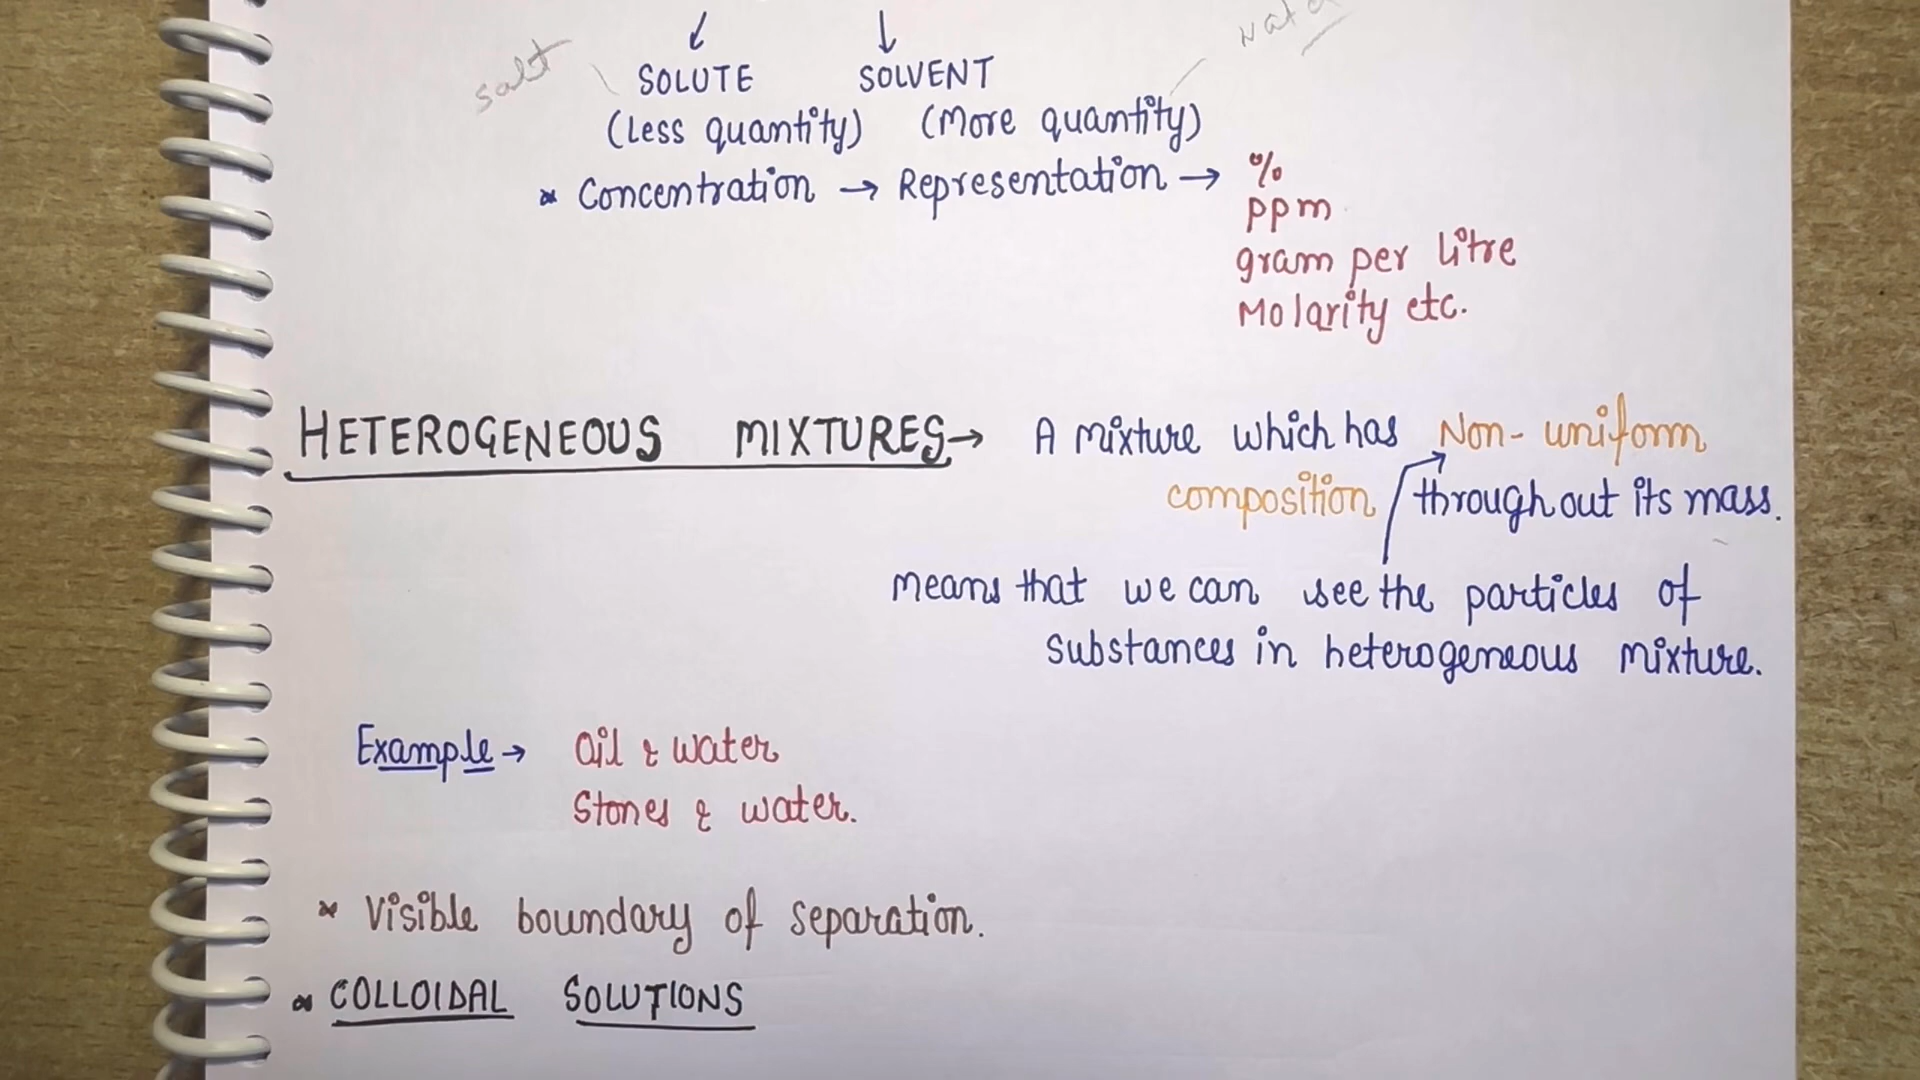 salt
SOLUTE SOLVENT
(Less quantity) (More quantity)
* Concentration → Representation → %
ppm
gram per litre
Molarity etc.
HETEROGENEOUS MIXTURES → A mixture which has Non-uniform
composition throughout its mass.
means that we can see the particles of
substances in heterogeneous mixture.
Example → Oil & water
Stones & water.
* Visible boundary of separation.
* COLLOIDAL SOLUTIONS